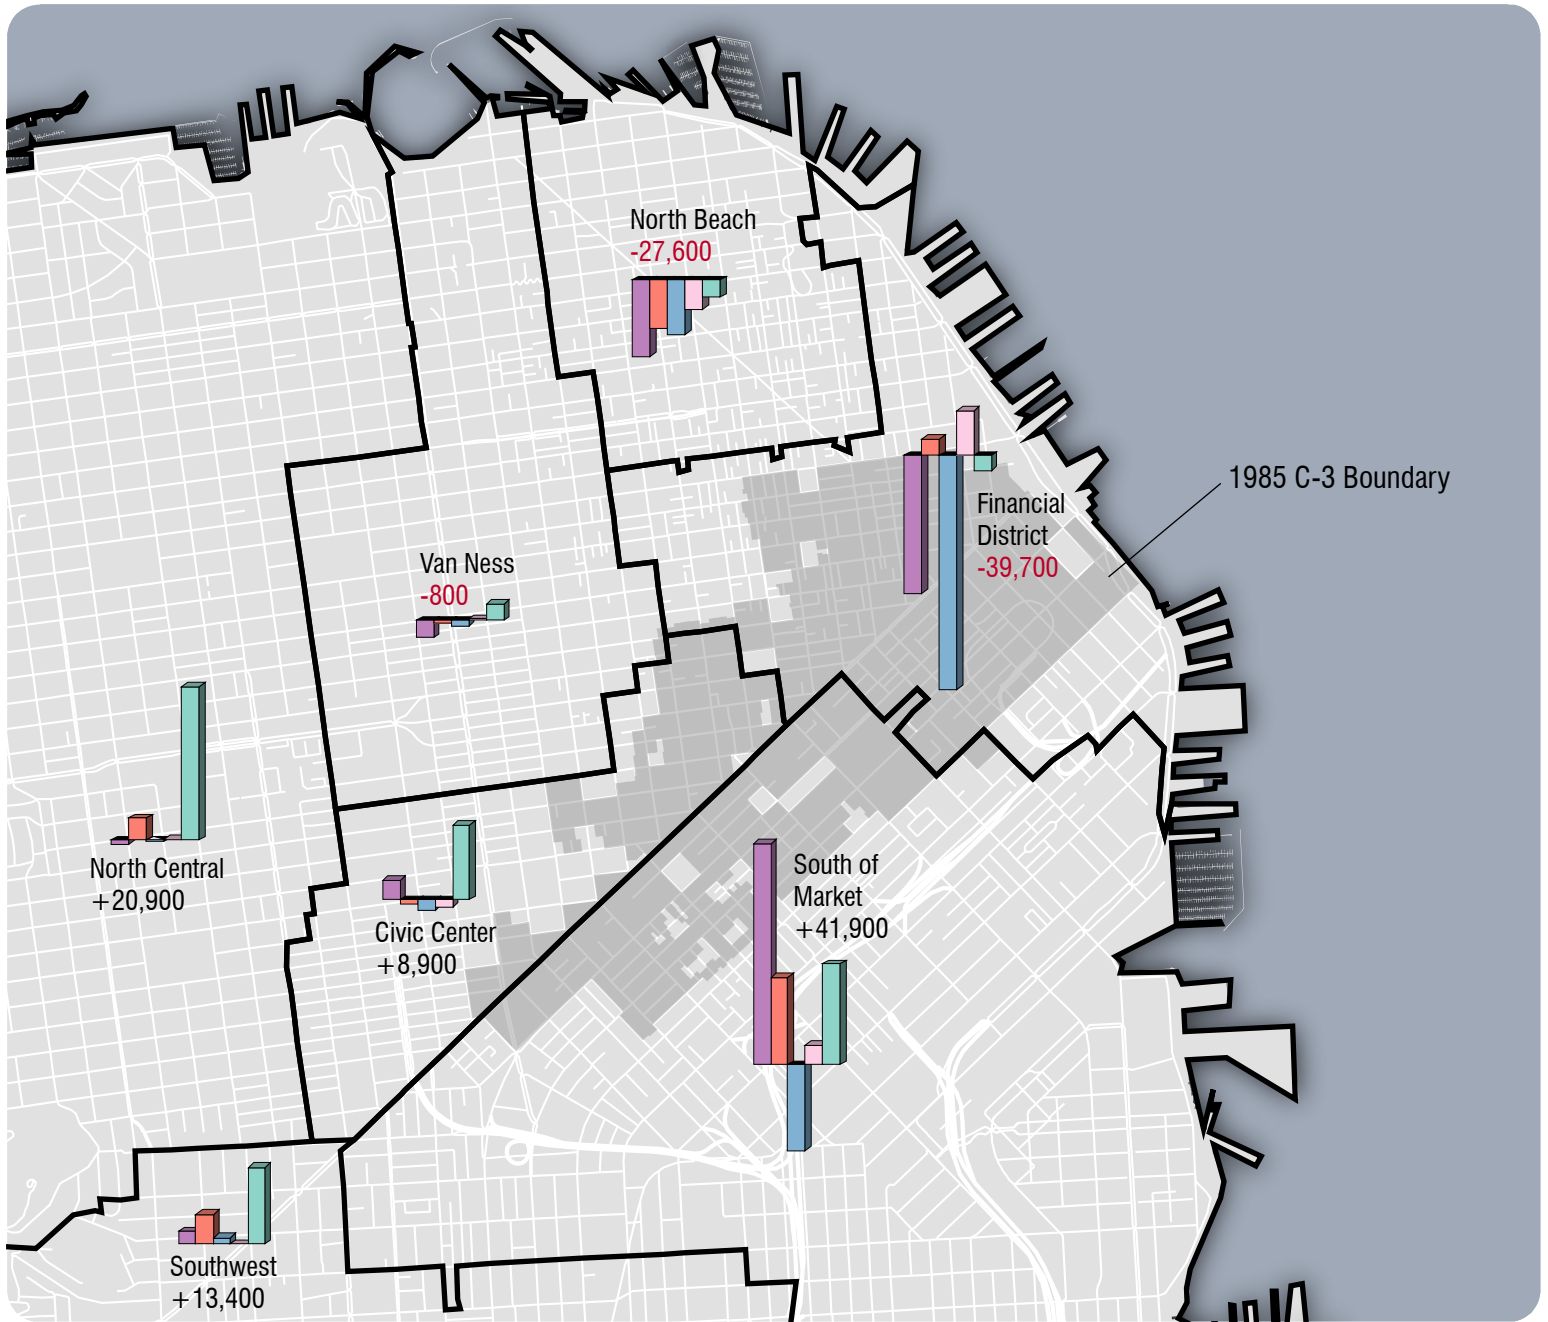 North Beach
-27,600
1985 C-3 Boundary
Financial
District
-39,700
Van Ness
-800
North Central
+20,900
South of
Market
+41,900
Civic Center
+8,900
Southwest
+13,400